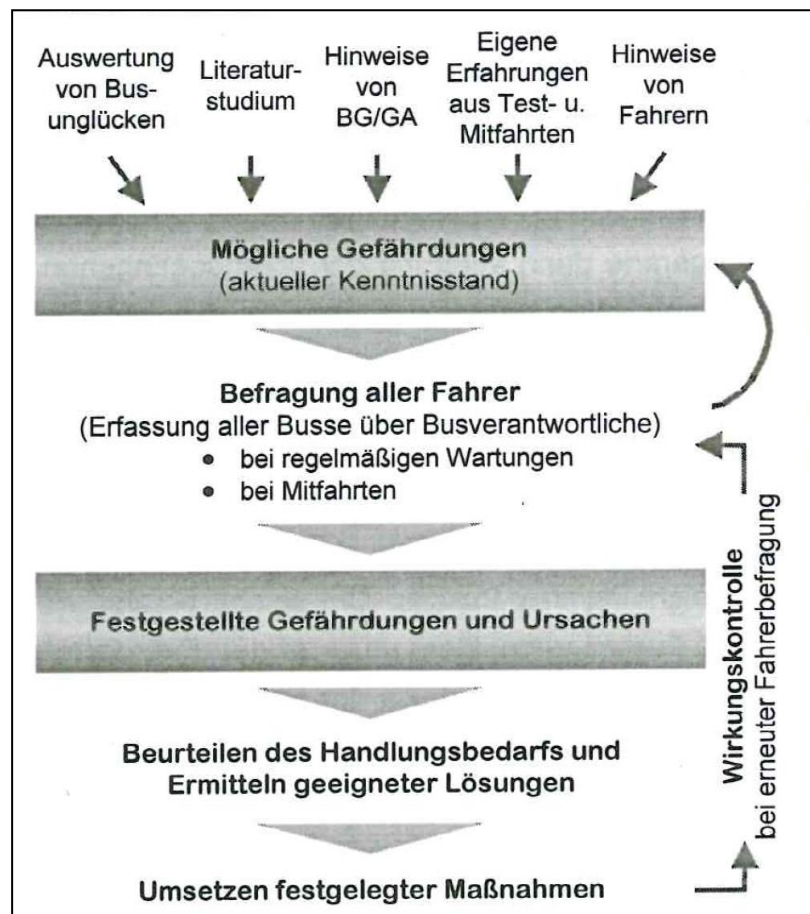 Auswertung
von Bus-
unglücken
Literatur-
studium
Hinweise
von
BG/GA
Eigene
Erfahrungen
aus Test- u.
Mitfahrten
Hinweise
von
Fahrern
Mögliche Gefährdungen
(aktueller Kenntnisstand)
Befragung aller Fahrer
(Erfassung aller Busse über Busverantwortliche)
• bei regelmäßigen Wartungen
• bei Mitfahrten
Festgestellte Gefährdungen und Ursachen
Beurteilen des Handlungsbedarfs und
Ermitteln geeigneter Lösungen
Umsetzen festgelegter Maßnahmen
Wirkungskontrolle
bei erneuter Fahrerbefragung